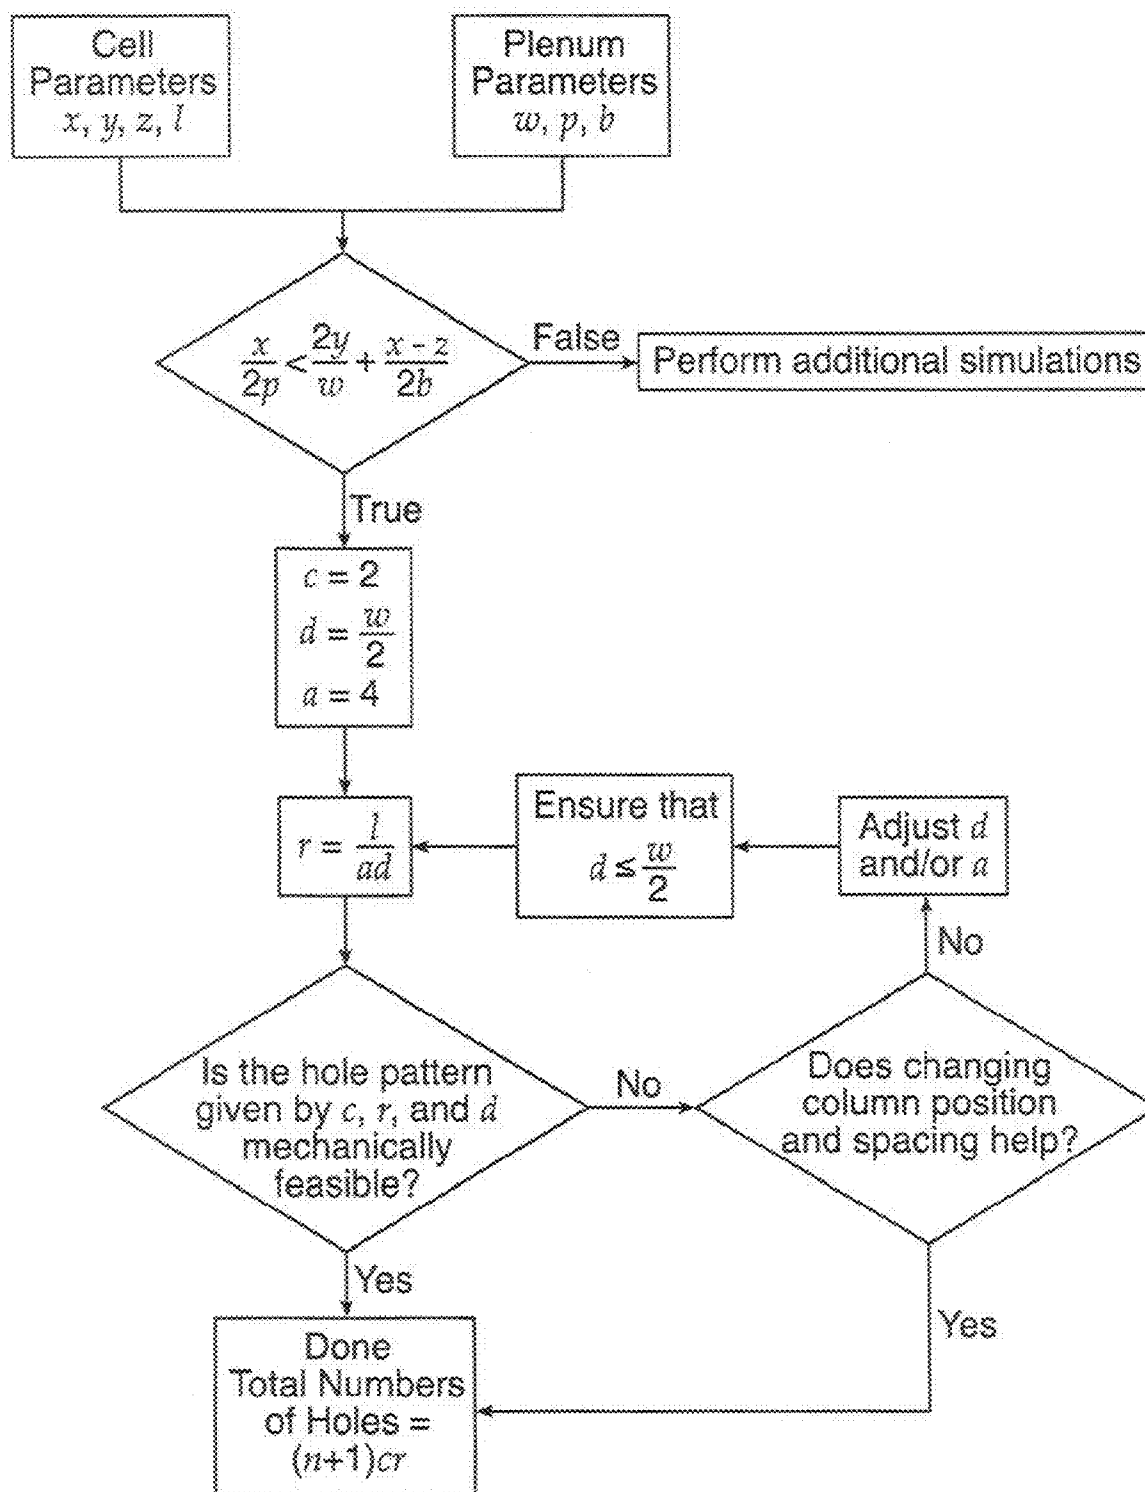 Cell
Parameters
x, y, z, l
Plenum
Parameters
w, p, b
x/2p < 2y/w + x - z/2b
False
Perform additional simulations
True
c = 2
d = w/2
a = 4
r = l/ad
Ensure that
d ≤ w/2
Adjust d
and/or a
No
Is the hole pattern
given by c, r, and d
mechanically
feasible?
No
Does changing
column position
and spacing help?
Yes
Yes
Done
Total Numbers
of Holes =
(n+1)cr